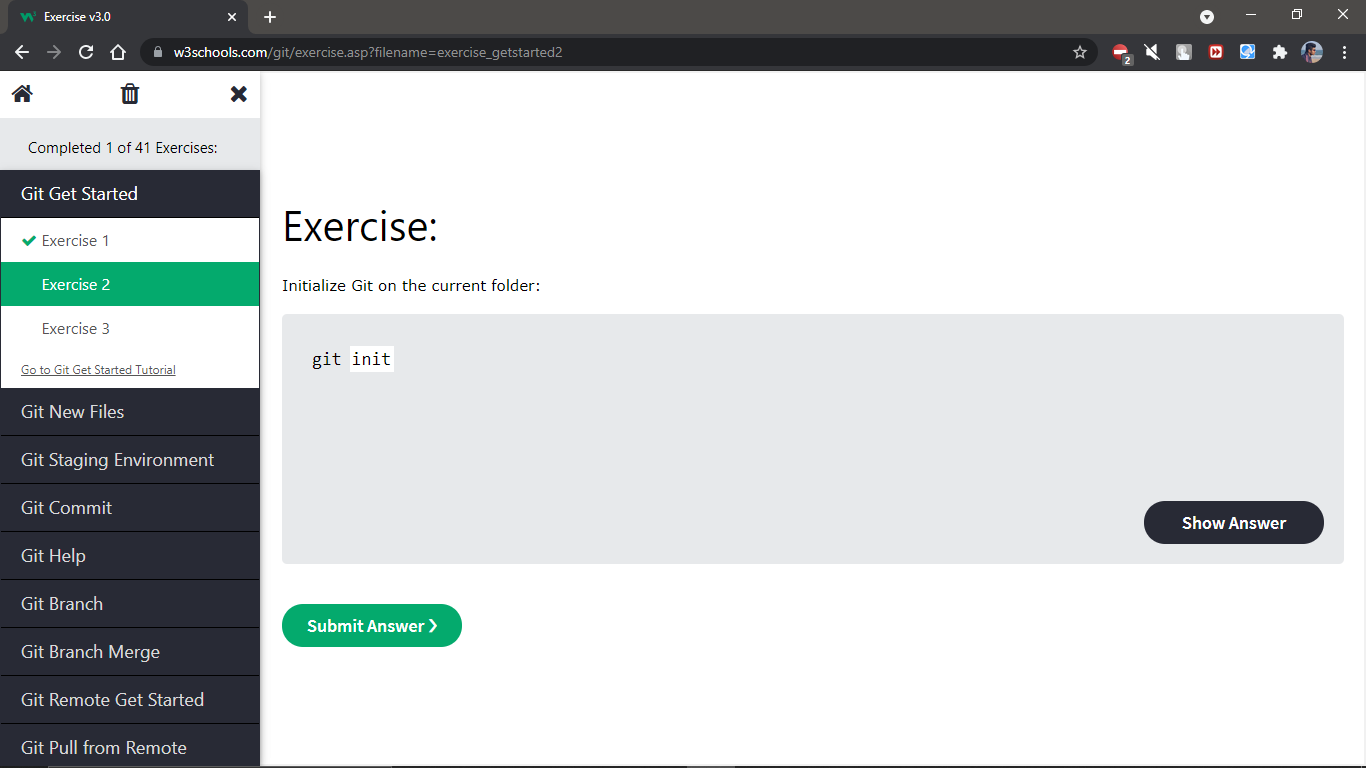 Exercise v3.0
w3schools.com/git/exercise.asp?filename=exercise_getstarted2
2
Completed 1 of 41 Exercises:
Git Get Started
Exercise 1
Exercise 2
Exercise 3
Go to Git Get Started Tutorial
Git New Files
Git Staging Environment
Git Commit
Git Help
Git Branch
Git Branch Merge
Git Remote Get Started
Git Pull from Remote
Exercise:
Initialize Git on the current folder:
git init
Show Answer
Submit Answer ❯